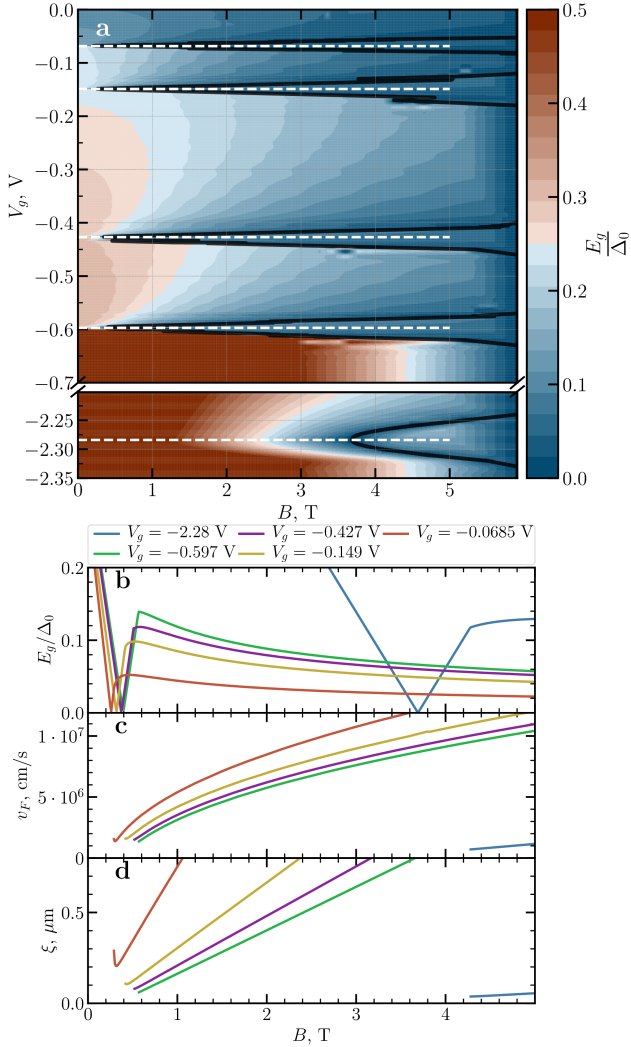 a
0.0
−0.1
−0.2
−0.3
−0.4
−0.5
−0.6
−0.7
V_g, V
−2.25
−2.30
−2.35
0 1 2 3 4 5
B, T
0.5
0.4
0.3
0.2
0.1
0.0
E_g/Δ_0
V_g = −2.28 V V_g = −0.427 V V_g = −0.0685 V
V_g = −0.597 V V_g = −0.149 V
b
0.2
0.1
0.0
E_g/Δ_0
c
1·10^7
5·10^6
0
v_F, cm/s
d
0.5
0.0
ξ, μm
0 1 2 3 4 5
B, T